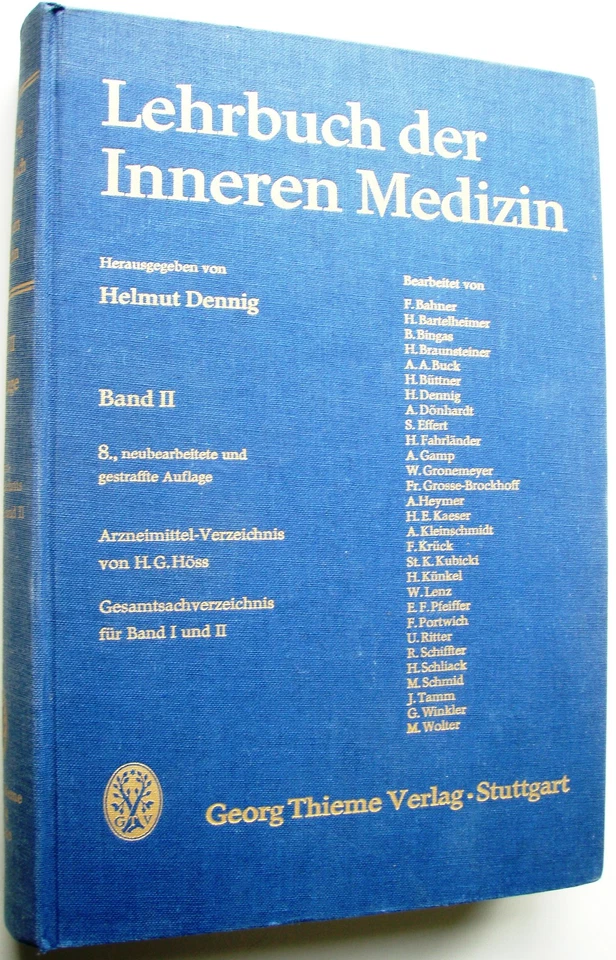 Lehrbuch der
Inneren Medizin
Herausgegeben von
Helmut Dennig
Band II
8., neubearbeitete und
gestraffte Auflage
Arzneimittel-Verzeichnis
von H. G. Höss
Gesamtsachverzeichnis
für Band I und II
Bearbeitet von
F. Bahner
H. Bartelheimer
B. Bingas
H. Braunsteiner
A. A. Buck
H. Büttner
H. Dennig
A. Dönhardt
S. Effert
H. Fahrländer
A. Gamp
W. Gronemeyer
Fr. Grosse-Brockhoff
A. Heymer
H. E. Kaeser
A. Kleinschmidt
F. Krück
St. K. Kubicki
H. Künkel
W. Lenz
E. F. Pfeiffer
F. Portwich
U. Ritter
R. Schiffter
H. Schliack
M. Schmid
J. Tamm
G. Winkler
M. Wolter
G V
Georg Thieme Verlag · Stuttgart